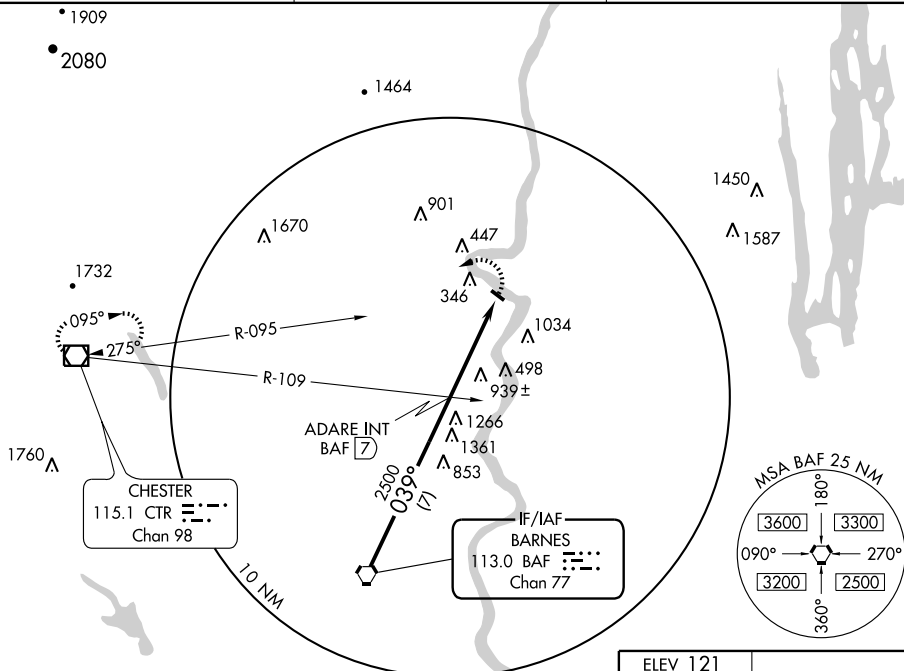 1909
2080
1464
1450
1587
901
1670
447
1732
346
095°
R-095
1034
275°
R-109
498
939 ±
ADARE INT
BAF 7
1266
1361
1760
853
2500
039°
(7)
CHESTER
115.1 CTR
Chan 98
IF/IAF
BARNES
113.0 BAF
Chan 77
10 NM
MSA BAF 25 NM
180°
3600
3300
090°
270°
3200
2500
360°
ELEV 121